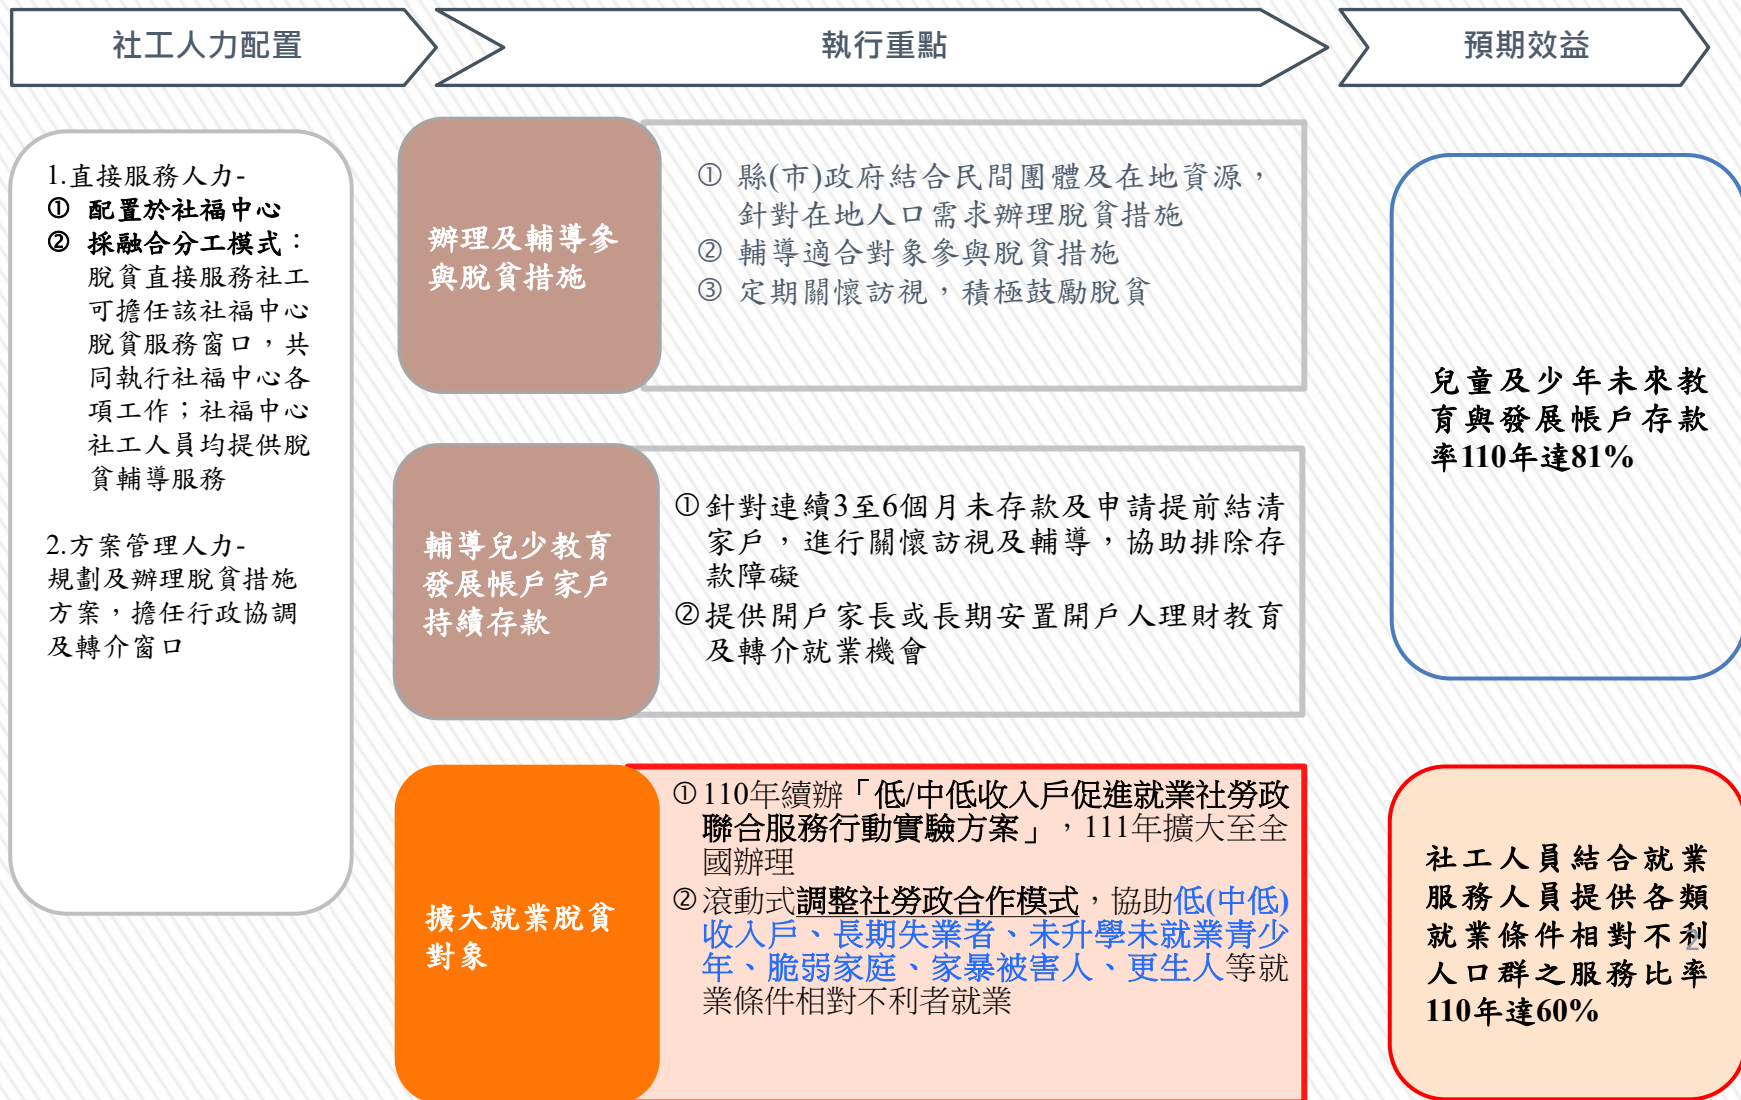 社工人力配置
執行重點
預期效益
1.直接服務人力-
① 配置於社福中心
② 採融合分工模式：
脫貧直接服務社工
可擔任該社福中心
脫貧服務窗口，共
同執行社福中心各
項工作；社福中心
社工人員均提供脫
貧輔導服務
2.方案管理人力-
規劃及辦理脫貧措施
方案，擔任行政協調
及轉介窗口
辦理及輔導參
與脫貧措施
① 縣(市)政府結合民間團體及在地資源，
針對在地人口需求辦理脫貧措施
② 輔導適合對象參與脫貧措施
③ 定期關懷訪視，積極鼓勵脫貧
輔導兒少教育
發展帳戶家戶
持續存款
①針對連續3至6個月未存款及申請提前結清
家戶，進行關懷訪視及輔導，協助排除存
款障礙
②提供開戶家長或長期安置開戶人理財教育
及轉介就業機會
擴大就業脫貧
對象
①110年續辦「低/中低收入戶促進就業社勞政
聯合服務行動實驗方案」，111年擴大至全
國辦理
②滾動式調整社勞政合作模式，協助低(中低)
收入戶、長期失業者、未升學未就業青少
年、脆弱家庭、家暴被害人、更生人等就
業條件相對不利者就業
兒童及少年未來教
育與發展帳戶存款
率110年達81%
社工人員結合就業
服務人員提供各類
就業條件相對不利
人口群之服務比率
110年達60%
2